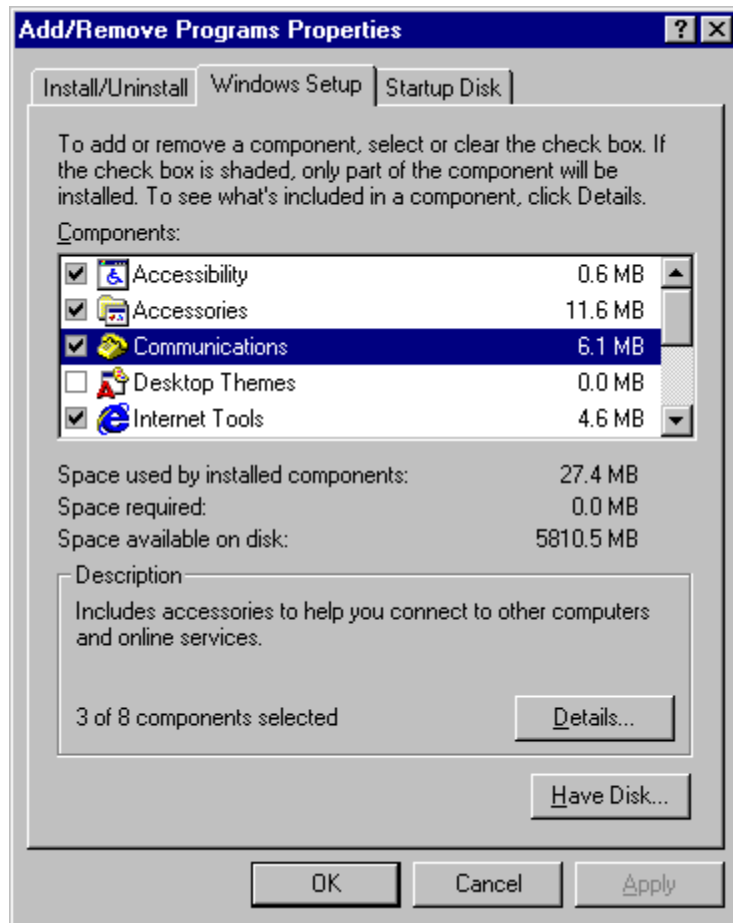 Add/Remove Programs Properties
Install/Uninstall Windows Setup Startup Disk
To add or remove a component, select or clear the check box. If
the check box is shaded, only part of the component will be
installed. To see what's included in a component, click Details.
Components:
Accessibility 0.6 MB
Accessories 11.6 MB
Communications 6.1 MB
Desktop Themes 0.0 MB
Internet Tools 4.6 MB
Space used by installed components: 27.4 MB
Space required: 0.0 MB
Space available on disk: 5810.5 MB
Description
Includes accessories to help you connect to other computers
and online services.
3 of 8 components selected Details...
Have Disk...
OK Cancel Apply